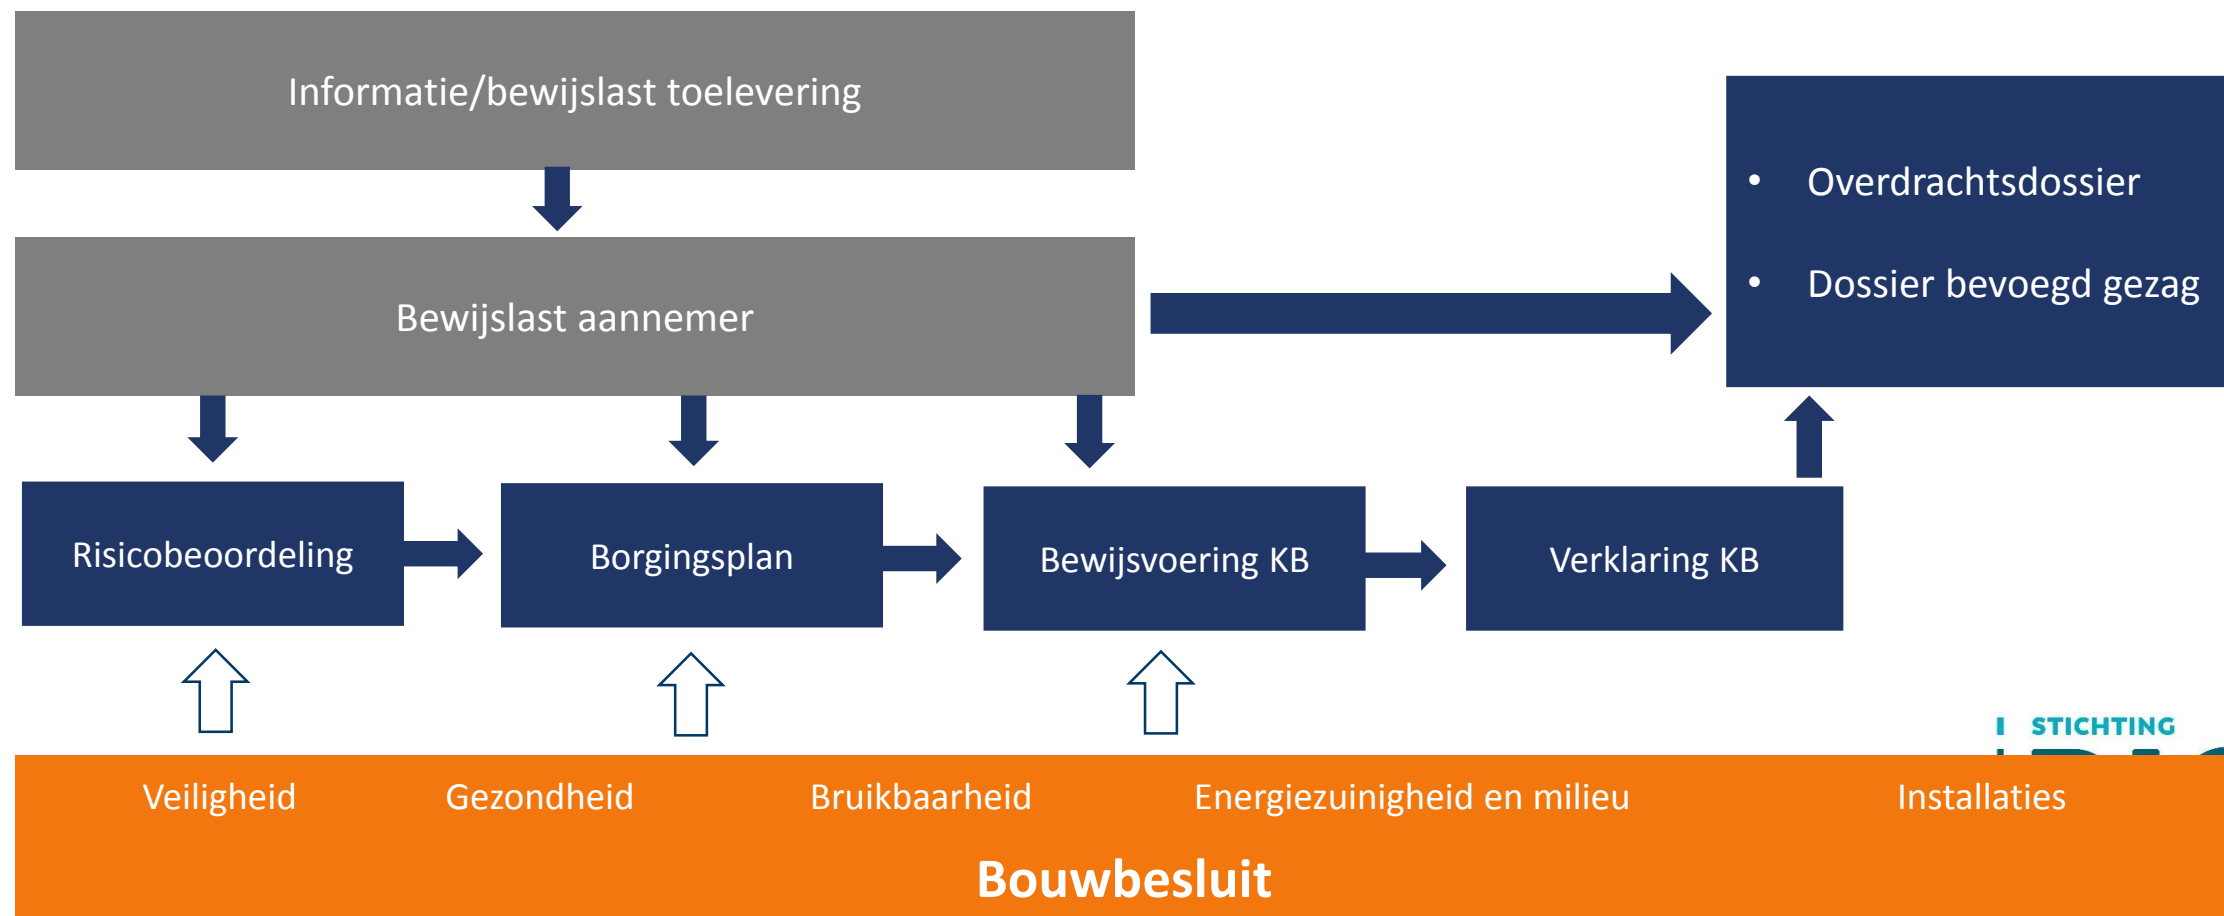 Informatie/bewijslast toelevering
Bewijslast aannemer
• Overdrachtsdossier
• Dossier bevoegd gezag
Risicobeoordeling
Borgingsplan
Bewijsvoering KB
Verklaring KB
STICHTING
Veiligheid
Gezondheid
Bruikbaarheid
Energiezuinigheid en milieu
Installaties
Bouwbesluit